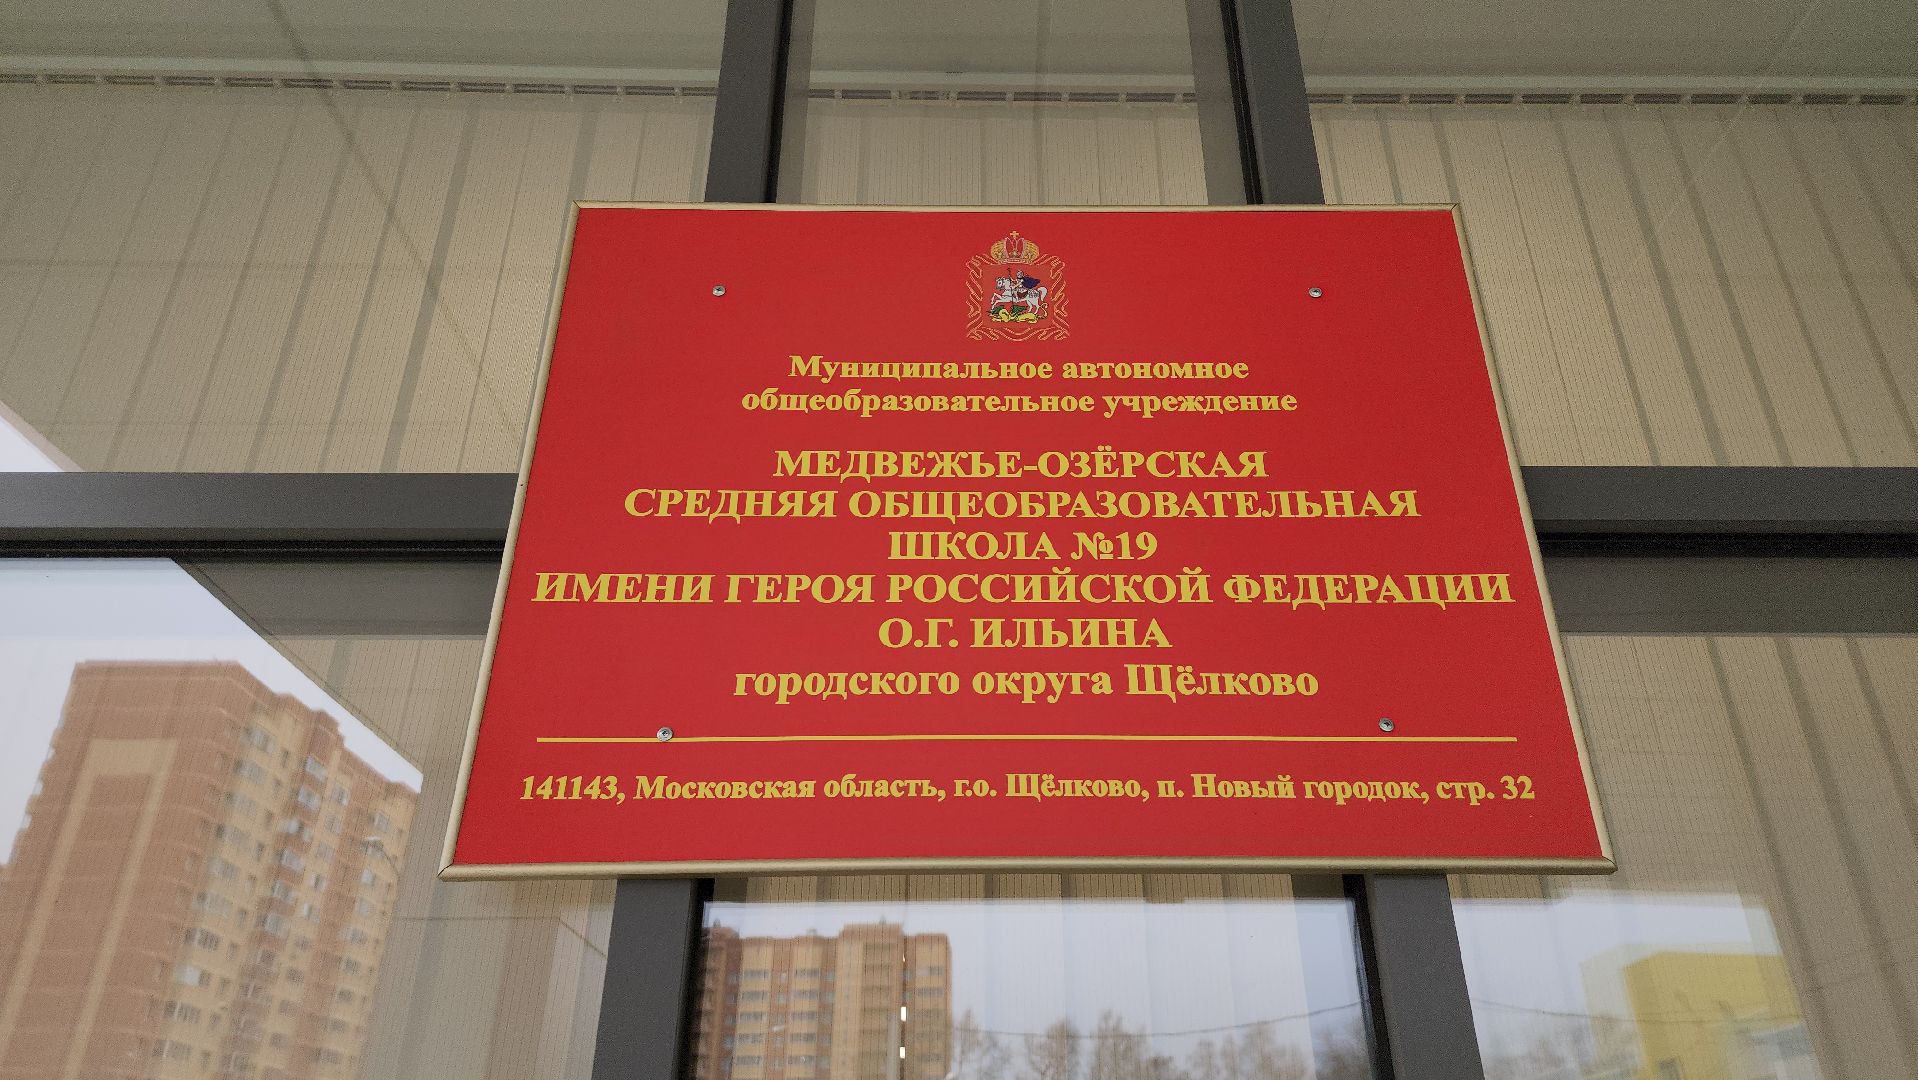 Муниципальное автономное
общеобразовательное учреждение
МЕДВЕЖЬЕ-ОЗЁРСКАЯ
СРЕДНЯЯ ОБЩЕОБРАЗОВАТЕЛЬНАЯ
ШКОЛА №19
ИМЕНИ ГЕРОЯ РОССИЙСКОЙ ФЕДЕРАЦИИ
О.Г. ИЛЬИНА
городского округа Щёлково
141143, Московская область, г.о. Щёлково, п. Новый городок, стр. 32